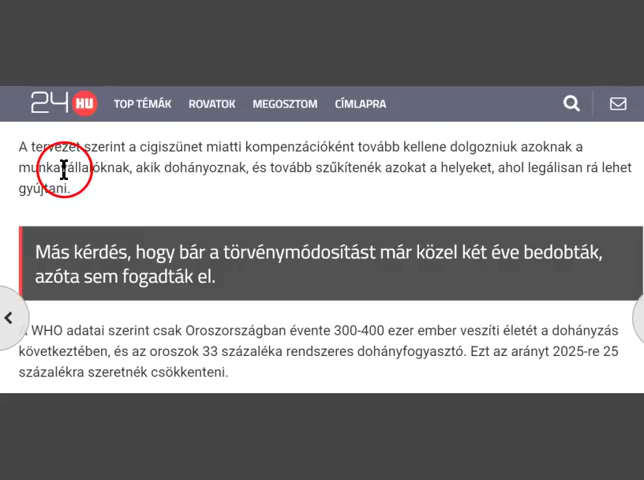 24 HU TOP TÉMÁK ROVATOK MEGOSZTOM CÍMLAPRA
A tervezet szerint a cigiszünet miatti kompenzációként tovább kellene dolgozniuk azoknak a
munkavállalóknak, akik dohányoznak, és tovább szűkítenék azokat a helyeket, ahol legálisan rá lehet
gyújtani.
Más kérdés, hogy bár a törvénymódosítást már közel két éve bedobták,
azóta sem fogadták el.
A WHO adatai szerint csak Oroszországban évente 300-400 ezer ember veszíti életét a dohányzás
következtében, és az oroszok 33 százaléka rendszeres dohányfogyasztó. Ezt az arányt 2025-re 25
százalékra szeretnék csökkenteni.